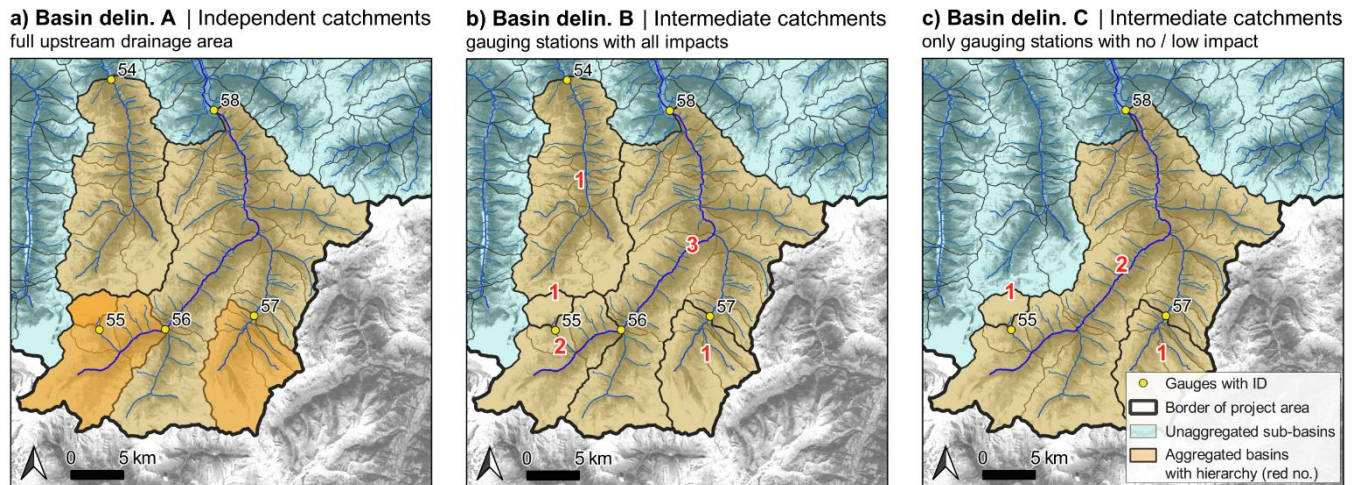 a) Basin delin. A | Independent catchments
full upstream drainage area
54
58
55
56
57
0 5 km
b) Basin delin. B | Intermediate catchments
gauging stations with all impacts
54
58
1
3
1
55
56
57
2
1
0 5 km
c) Basin delin. C | Intermediate catchments
only gauging stations with no / low impact
58
2
1
55
57
1
0 5 km
Gauges with ID
Border of project area
Unaggregated sub-basins
Aggregated basins
with hierarchy (red no.)